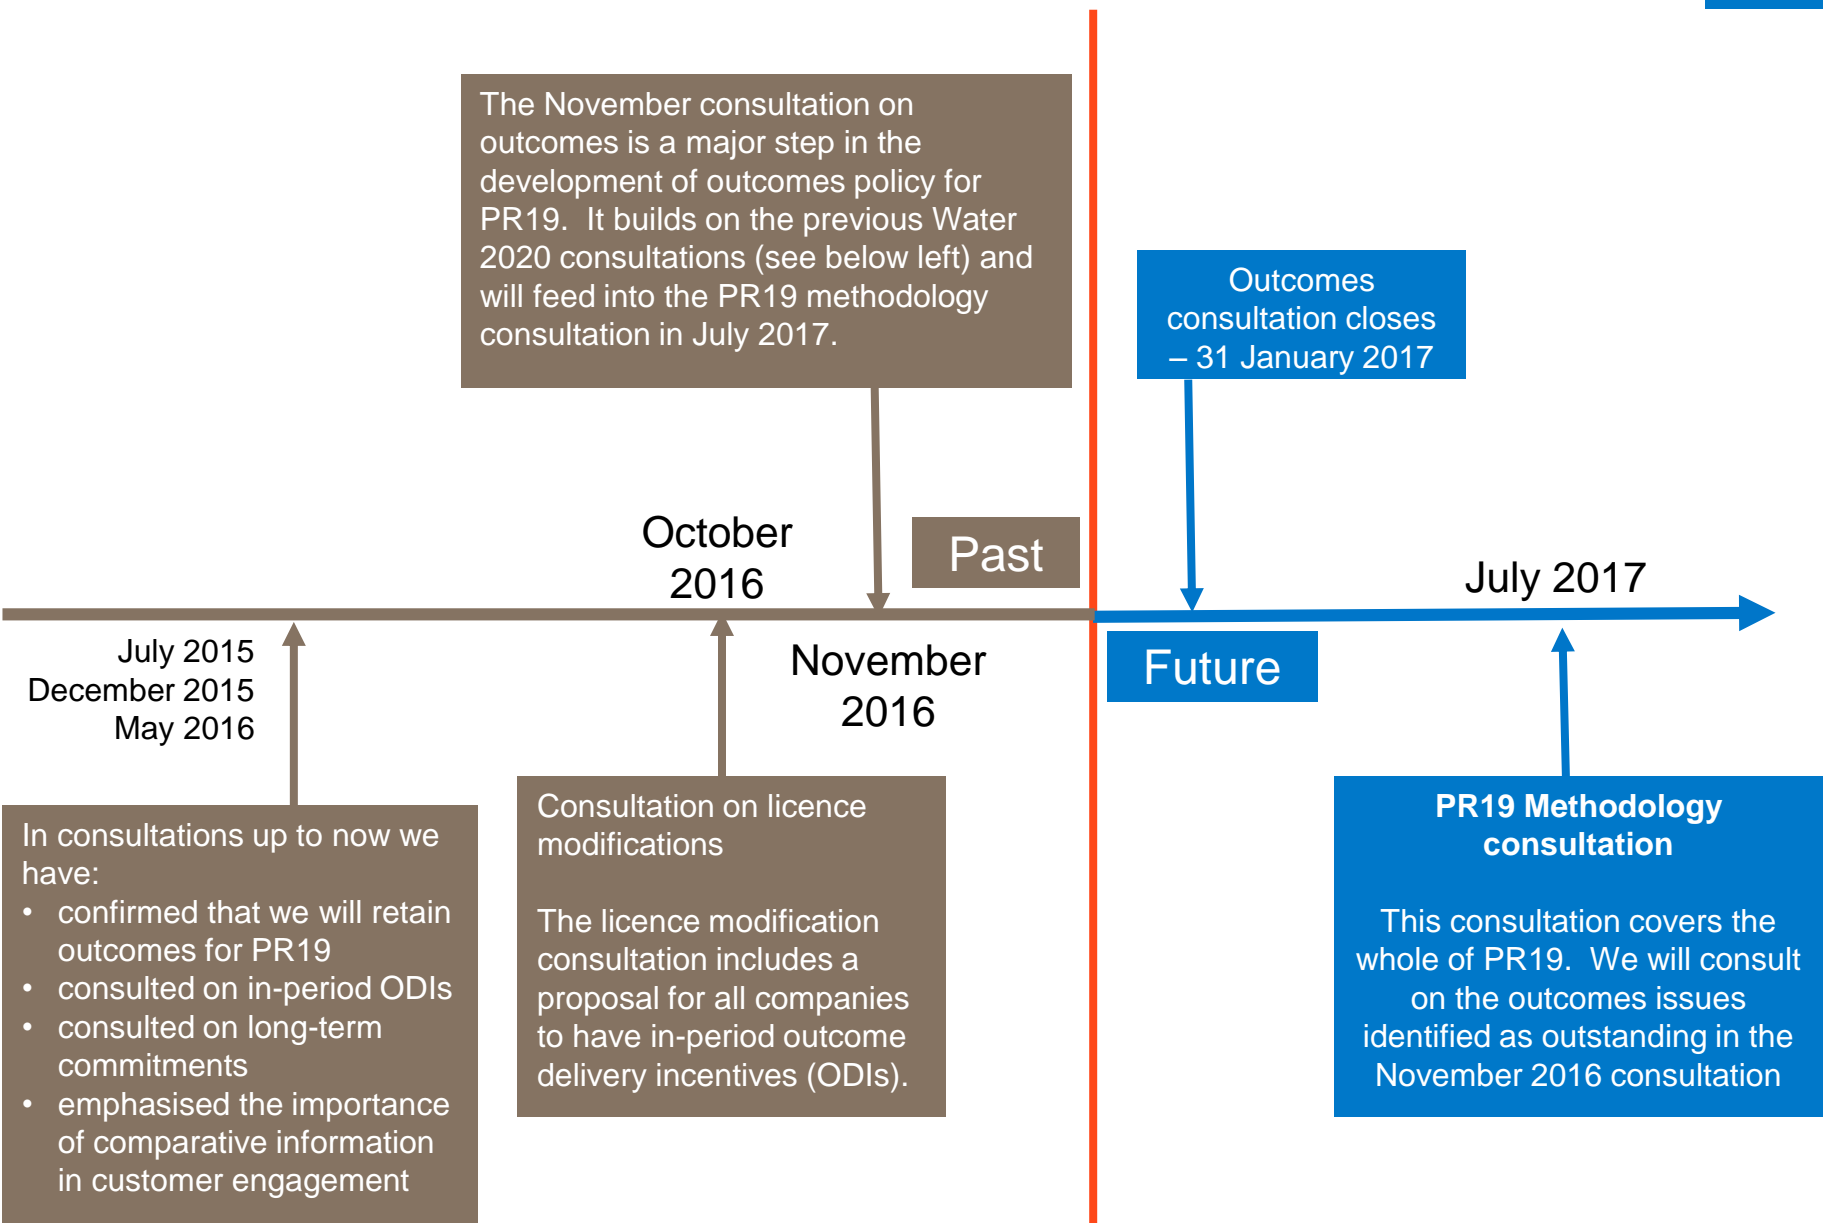 The November consultation on
outcomes is a major step in the
development of outcomes policy for
PR19.  It builds on the previous Water
2020 consultations (see below left) and
will feed into the PR19 methodology
consultation in July 2017.
Outcomes
consultation closes
– 31 January 2017
October
2016
Past
July 2017
July 2015
December 2015
May 2016
November
2016
Future
In consultations up to now we
have:
• confirmed that we will retain
outcomes for PR19
• consulted on in-period ODIs
• consulted on long-term
commitments
• emphasised the importance
of comparative information
in customer engagement
Consultation on licence
modifications
The licence modification
consultation includes a
proposal for all companies
to have in-period outcome
delivery incentives (ODIs).
PR19 Methodology
consultation
This consultation covers the
whole of PR19.  We will consult
on the outcomes issues
identified as outstanding in the
November 2016 consultation